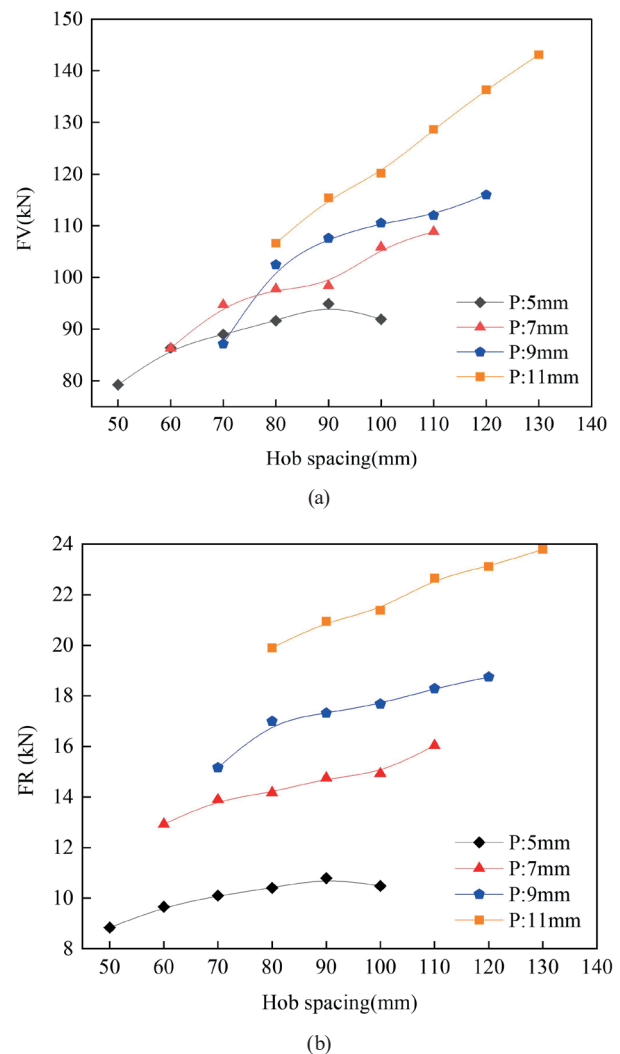 150
140
130
120
110
100
90
80
FV(kN)
P:5mm
P:7mm
P:9mm
P:11mm
50 60 70 80 90 100 110 120 130 140
Hob spacing(mm)
(a)
24
22
20
18
16
14
12
10
8
FR (kN)
P:5mm
P:7mm
P:9mm
P:11mm
50 60 70 80 90 100 110 120 130 140
Hob spacing(mm)
(b)